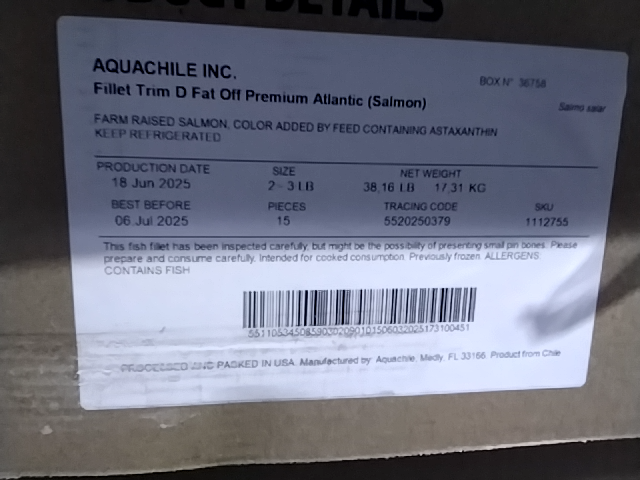 DETAILS
AQUACHILE INC.
BOX N° 36758
Fillet Trim D Fat Off Premium Atlantic (Salmon)
Salmo salar
FARM RAISED SALMON, COLOR ADDED BY FEED CONTAINING ASTAXANTHIN
KEEP REFRIGERATED
PRODUCTION DATE SIZE NET WEIGHT
18 Jun 2025 2 - 3 LB 38,16 LB 17,31 KG
BEST BEFORE PIECES TRACING CODE SKU
06 Jul 2025 15 5520250379 1112755
This fish fillet has been inspected carefully, but might be the possibility of presenting small pin bones. Please
prepare and consume carefully. Intended for cooked consumption. Previously frozen. ALLERGENS:
CONTAINS FISH
PROCESSED AND PACKED IN USA. Manufactured by: Aquachile, Medly, FL 33166. Product from Chile